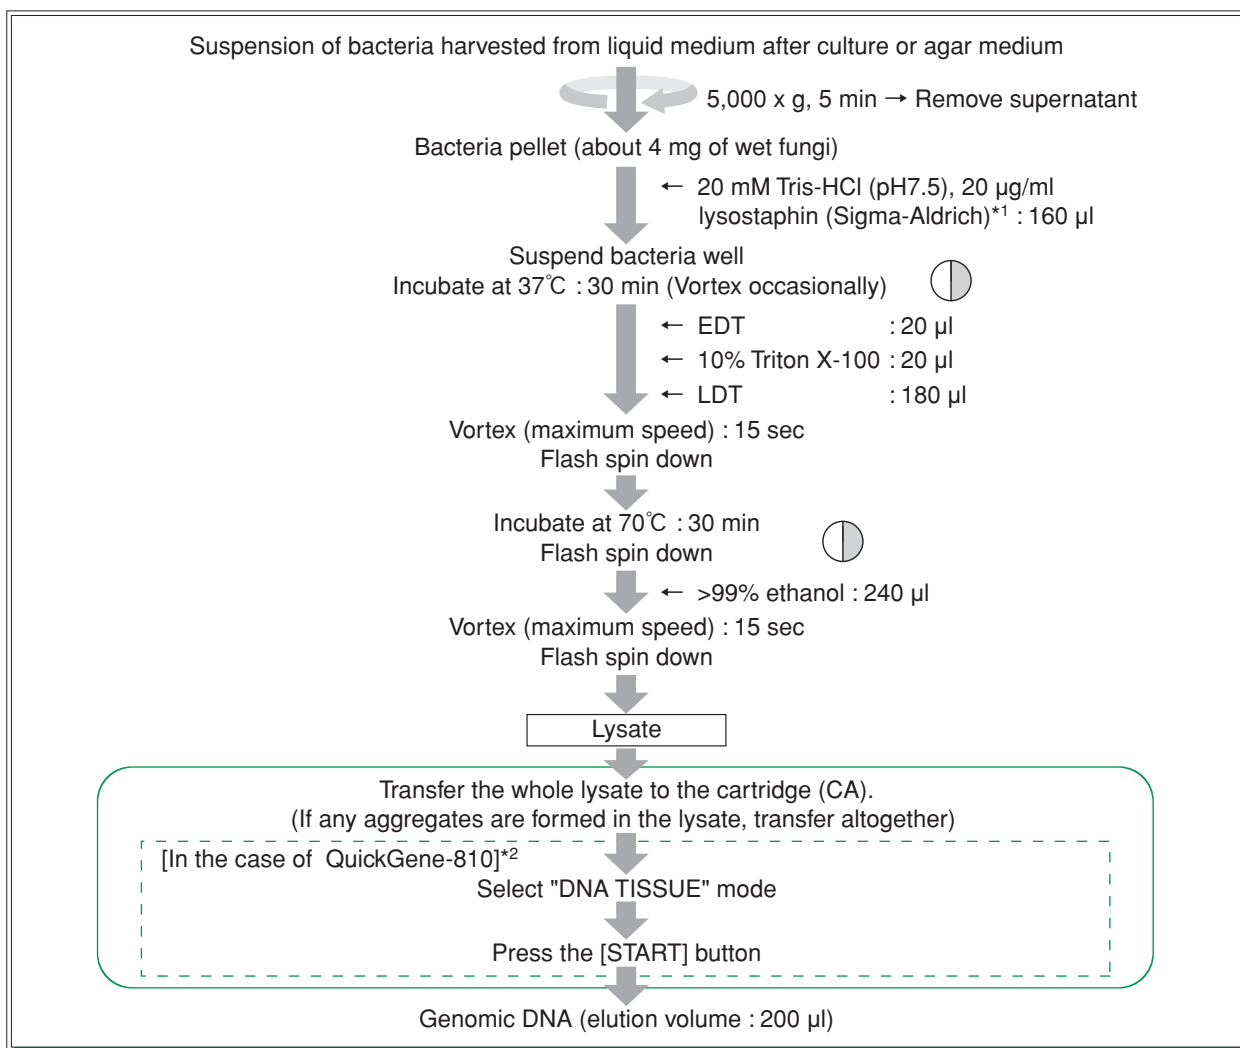 Suspension of bacteria harvested from liquid medium after culture or agar medium
5,000 x g, 5 min → Remove supernatant
Bacteria pellet (about 4 mg of wet fungi)
← 20 mM Tris-HCl (pH7.5), 20 µg/ml
lysostaphin (Sigma-Aldrich)*1 : 160 µl
Suspend bacteria well
Incubate at 37℃ : 30 min (Vortex occasionally)
← EDT : 20 µl
← 10% Triton X-100 : 20 µl
← LDT : 180 µl
Vortex (maximum speed) : 15 sec
Flash spin down
Incubate at 70℃ : 30 min
Flash spin down
← >99% ethanol : 240 µl
Vortex (maximum speed) : 15 sec
Flash spin down
Lysate
Transfer the whole lysate to the cartridge (CA).
(If any aggregates are formed in the lysate, transfer altogether)
[In the case of QuickGene-810]*2
Select "DNA TISSUE" mode
Press the [START] button
Genomic DNA (elution volume : 200 µl)